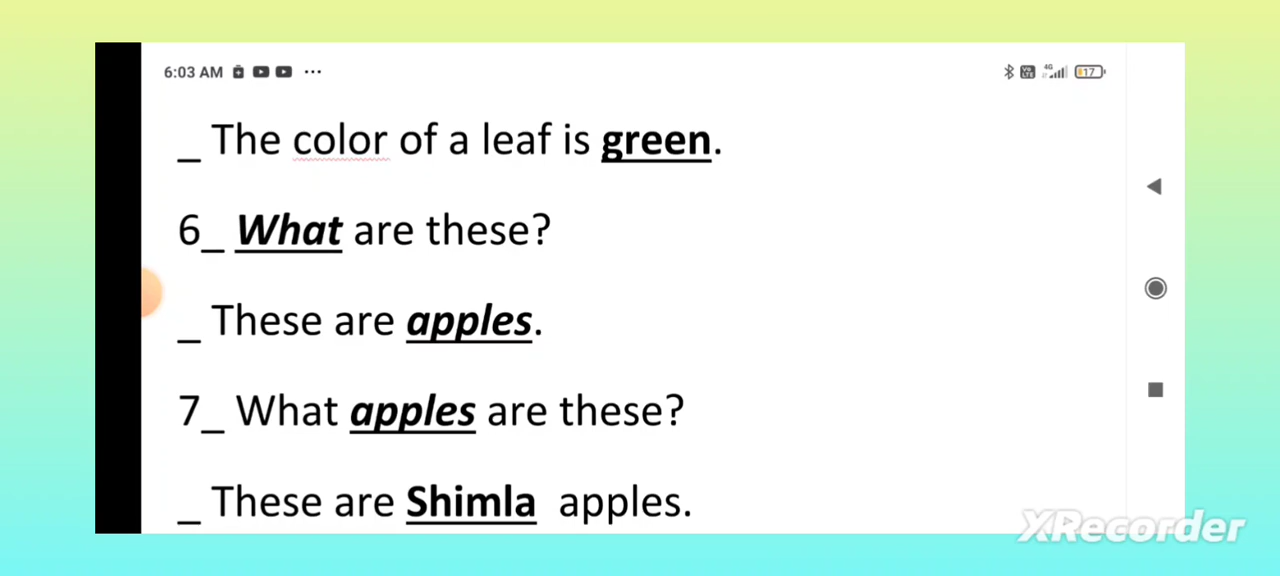 6:03 AM ... 17
_ The color of a leaf is green.
6_ What are these?
_ These are apples.
7_ What apples are these?
_ These are Shimla apples.
XRecorder